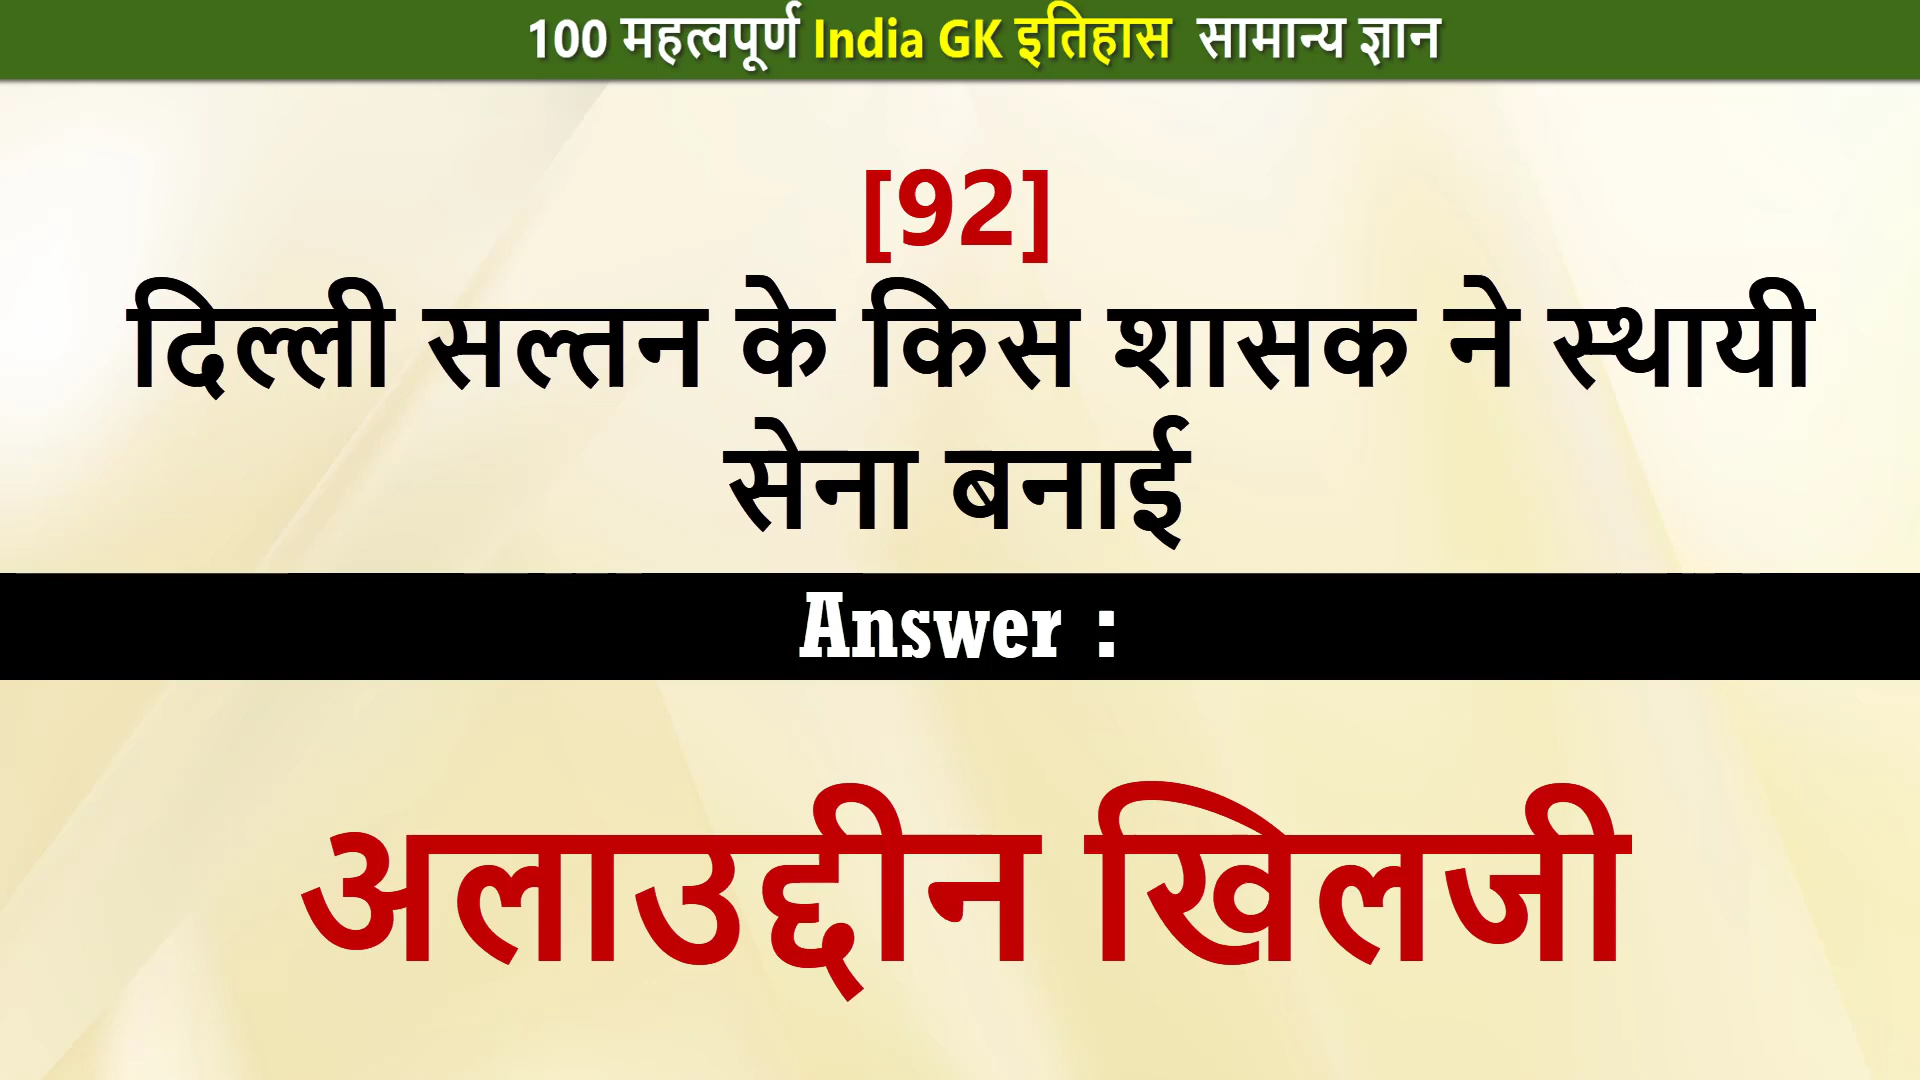 100 महत्वपूर्ण India GK इतिहास सामान्य ज्ञान
[92]
दिल्ली सल्तन के किस शासक ने स्थायी
सेना बनाई
Answer :
अलाउद्दीन खिलजी